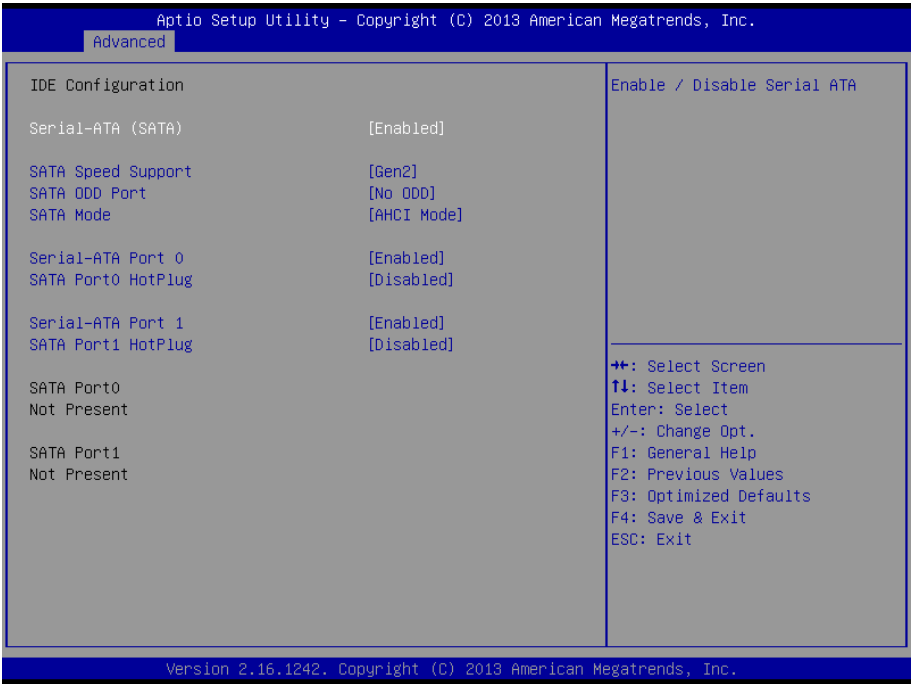 Aptio Setup Utility – Copyright (C) 2013 American Megatrends, Inc.
Advanced
IDE Configuration
Serial-ATA (SATA) [Enabled]
SATA Speed Support [Gen2]
SATA ODD Port [No ODD]
SATA Mode [AHCI Mode]
Serial-ATA Port 0 [Enabled]
SATA Port0 HotPlug [Disabled]
Serial-ATA Port 1 [Enabled]
SATA Port1 HotPlug [Disabled]
SATA Port0
Not Present
SATA Port1
Not Present
Enable / Disable Serial ATA
→←: Select Screen
↑↓: Select Item
Enter: Select
+/-: Change Opt.
F1: General Help
F2: Previous Values
F3: Optimized Defaults
F4: Save & Exit
ESC: Exit
Version 2.16.1242. Copyright (C) 2013 American Megatrends, Inc.